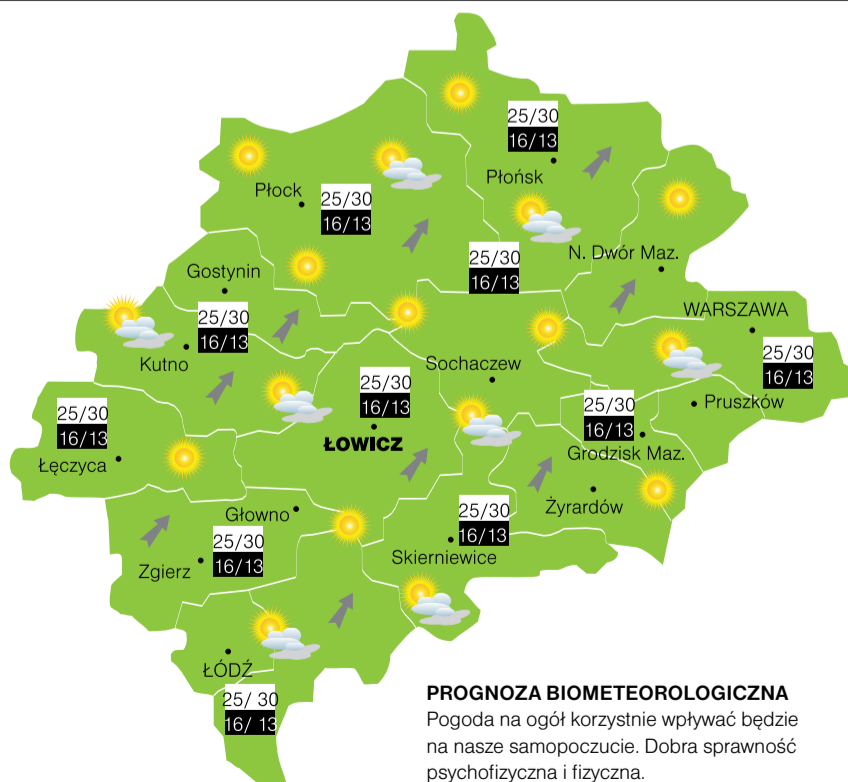 25/30
16/13
Płońsk
Płock
25/30
16/13
N. Dwór Maz.
25/30
16/13
Gostynin
WARSZAWA
25/30
16/13
Kutno
25/30
16/13
Sochaczew
25/30
16/13
ŁOWICZ
Pruszków
25/30
16/13
Grodzisk Maz.
25/30
16/13
Łęczyca
Żyrardów
Głowno
25/30
16/13
Skierniewice
25/30
16/13
Zgierz
ŁÓDŹ
25/ 30
16/ 13
PROGNOZA BIOMETEOROLOGICZNA
Pogoda na ogół korzystnie wpływać będzie
na nasze samopoczucie. Dobra sprawność
psychofizyczna i fizyczna.